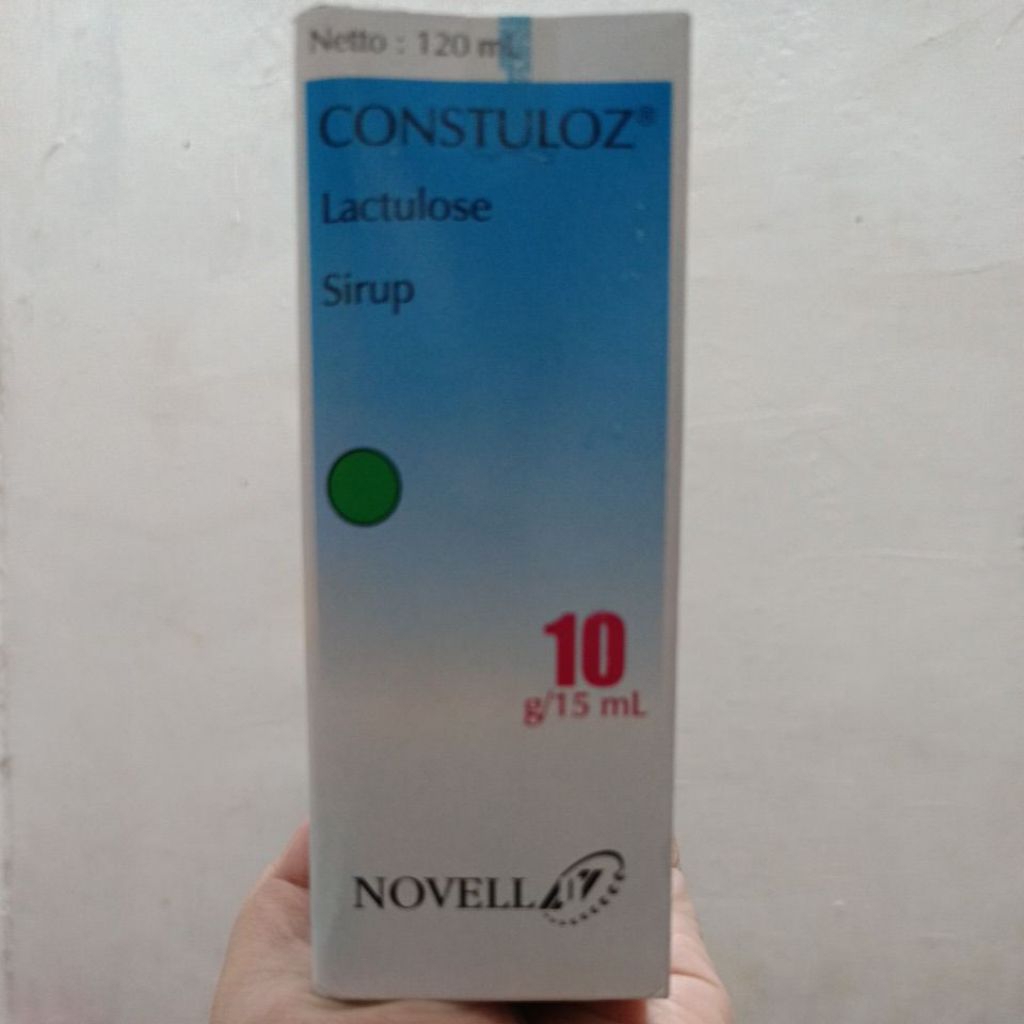 Netto : 120 mL
CONSTULOZ®
Lactulose
Sirup
10
g/15 mL
NOVELL